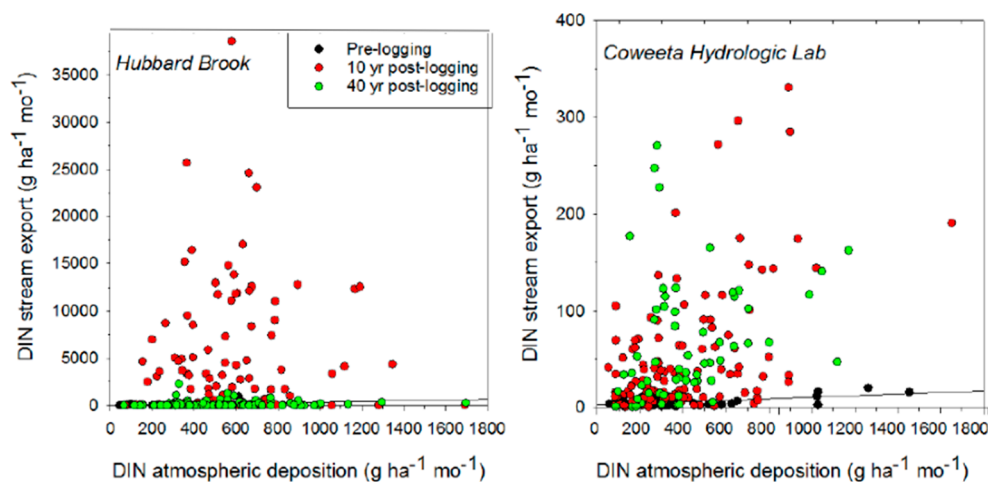 Hubbard Brook
Pre-logging
10 yr post-logging
40 yr post-logging
DIN stream export (g ha⁻¹ mo⁻¹)
35000
30000
25000
20000
15000
10000
5000
0
0 200 400 600 800 1000 1200 1400 1600 1800
DIN atmospheric deposition (g ha⁻¹ mo⁻¹)
Coweeta Hydrologic Lab
DIN stream export (g ha⁻¹ mo⁻¹)
400
300
200
100
0
0 200 400 600 800 1000 1200 1400 1600 1800
DIN atmospheric deposition (g ha⁻¹ mo⁻¹)